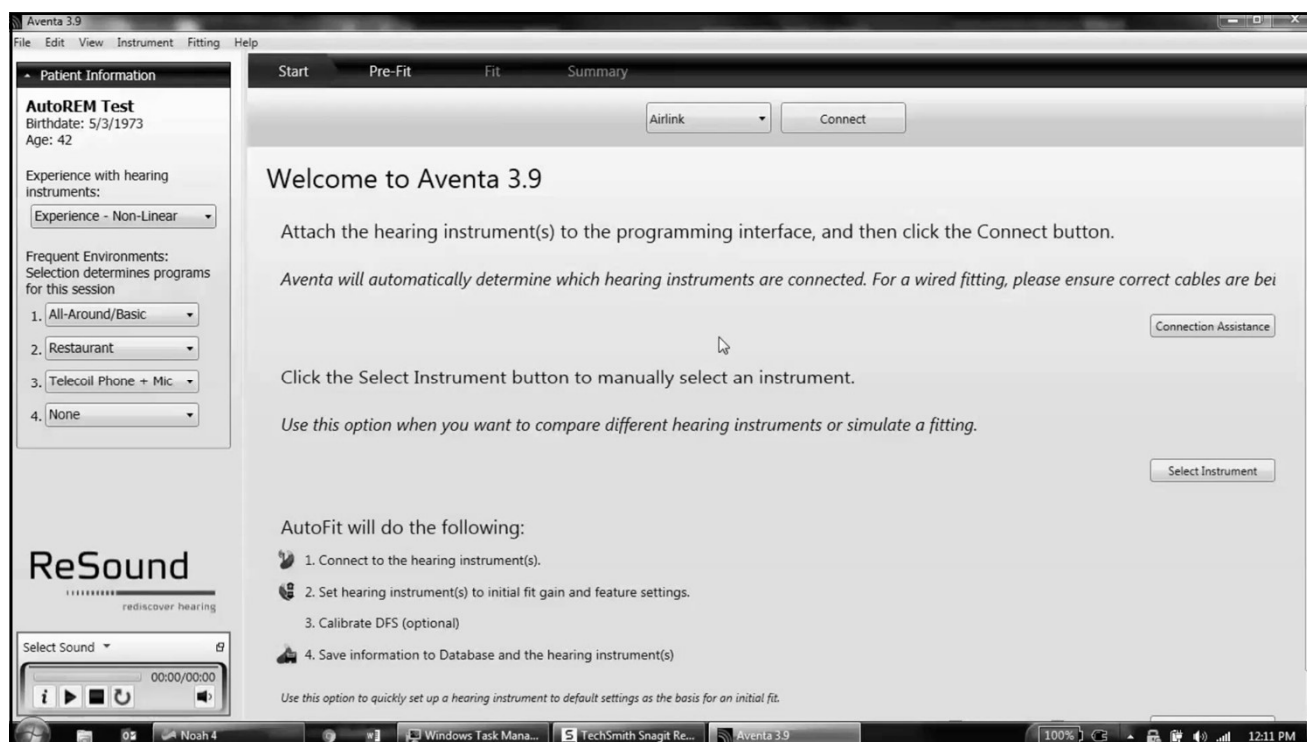 Aventa 3.9
File Edit View Instrument Fitting Help
Patient Information
AutoREM Test
Birthdate: 5/3/1973
Age: 42
Experience with hearing
instruments:
Experience - Non-Linear
Frequent Environments:
Selection determines programs
for this session
1. All-Around/Basic
2. Restaurant
3. Telecoil Phone + Mic
4. None
ReSound
rediscover hearing
Select Sound
00:00/00:00
Start Pre-Fit Fit Summary
Airlink Connect
Welcome to Aventa 3.9
Attach the hearing instrument(s) to the programming interface, and then click the Connect button.
Aventa will automatically determine which hearing instruments are connected. For a wired fitting, please ensure correct cables are bei
Connection Assistance
Click the Select Instrument button to manually select an instrument.
Use this option when you want to compare different hearing instruments or simulate a fitting.
Select Instrument
AutoFit will do the following:
1. Connect to the hearing instrument(s).
2. Set hearing instrument(s) to initial fit gain and feature settings.
3. Calibrate DFS (optional)
4. Save information to Database and the hearing instrument(s)
Use this option to quickly set up a hearing instrument to default settings as the basis for an initial fit.
Noah 4 Windows Task Mana... TechSmith Snagit Re... Aventa 3.9 100% 12:11 PM